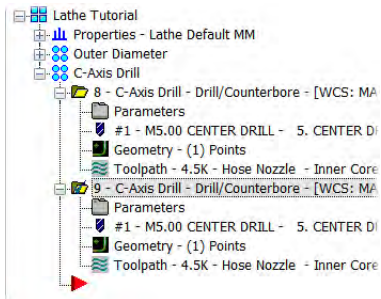 Lathe Tutorial
Properties - Lathe Default MM
Outer Diameter
C-Axis Drill
8 - C-Axis Drill - Drill/Counterbore - [WCS: MA
Parameters
#1 - M5.00 CENTER DRILL - 5. CENTER D
Geometry - (1) Points
Toolpath - 4.5K - Hose Nozzle - Inner Core
9 - C-Axis Drill - Drill/Counterbore - [WCS: MA
Parameters
#1 - M5.00 CENTER DRILL - 5. CENTER D
Geometry - (1) Points
Toolpath - 4.5K - Hose Nozzle - Inner Core